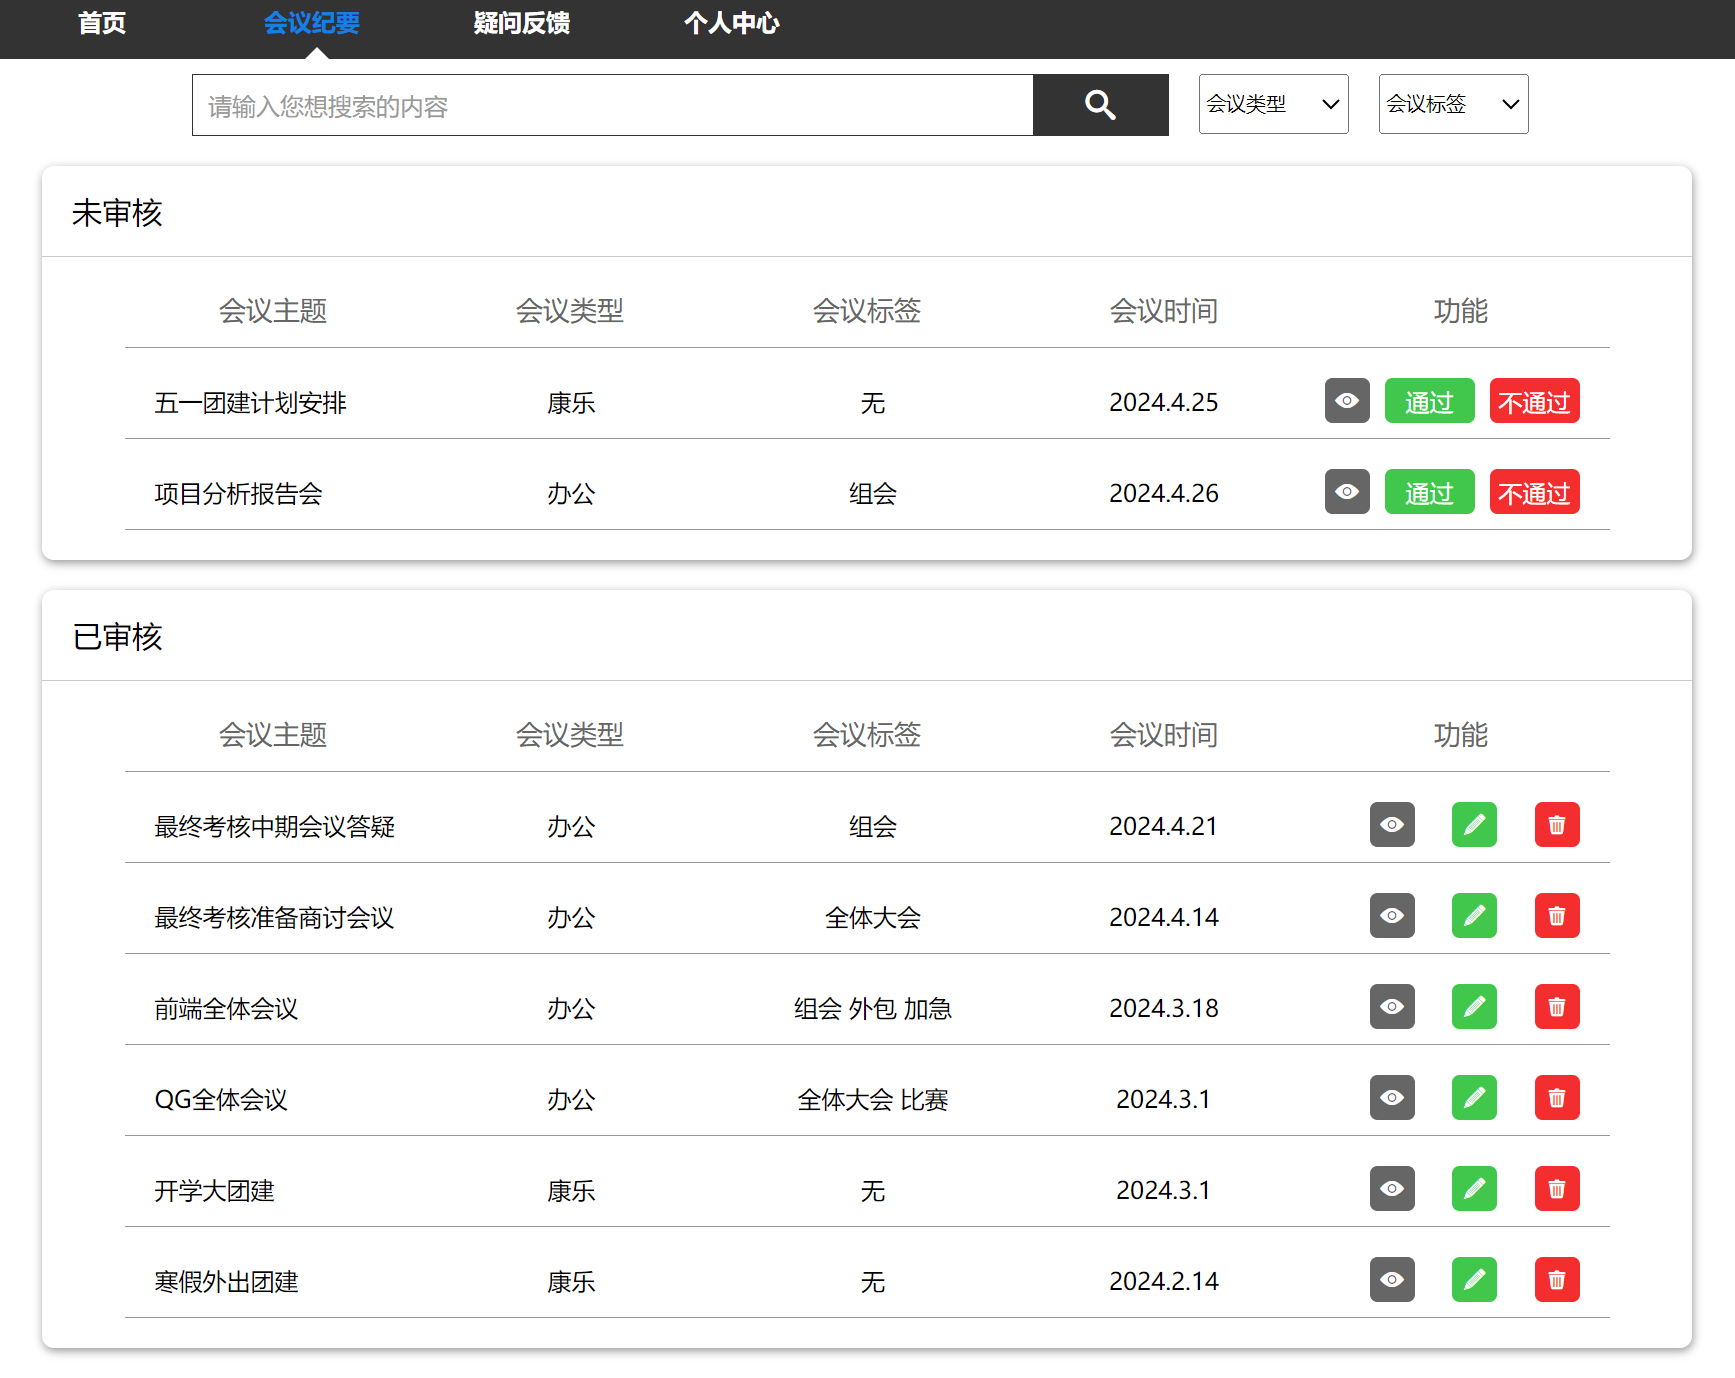 首页 会议纪要 疑问反馈 个人中心
请输入您想搜索的内容 会议类型 会议标签
未审核
会议主题 会议类型 会议标签 会议时间 功能
五一团建计划安排 康乐 无 2024.4.25 通过 不通过
项目分析报告会 办公 组会 2024.4.26 通过 不通过
已审核
会议主题 会议类型 会议标签 会议时间 功能
最终考核中期会议答疑 办公 组会 2024.4.21
最终考核准备商讨会议 办公 全体大会 2024.4.14
前端全体会议 办公 组会 外包 加急 2024.3.18
QG全体会议 办公 全体大会 比赛 2024.3.1
开学大团建 康乐 无 2024.3.1
寒假外出团建 康乐 无 2024.2.14